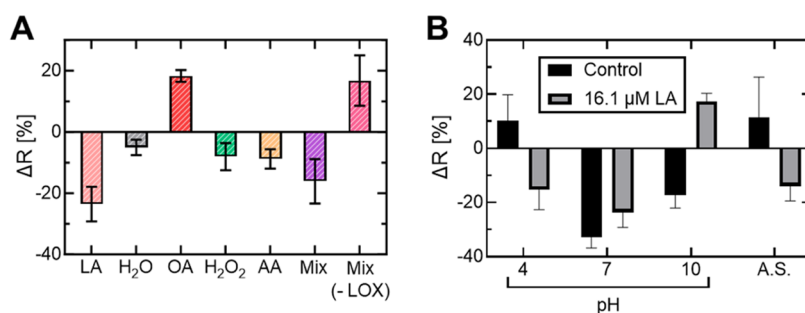 A
ΔR [%]
20
0
-20
-40
LA H₂O OA H₂O₂ AA Mix Mix
(- LOX)
B
ΔR [%]
40
20
0
-20
-40
Control
16.1 µM LA
4 7 10 A.S.
pH